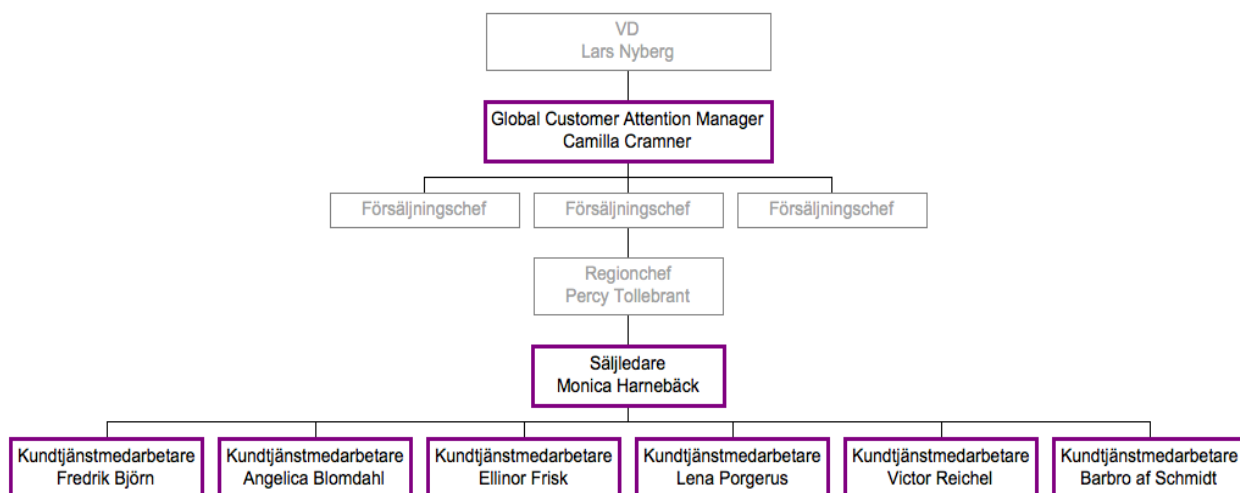 VD
Lars Nyberg
Global Customer Attention Manager
Camilla Cramner
Försäljningschef
Försäljningschef
Försäljningschef
Regionchef
Percy Tollebrant
Säljledare
Monica Harnebäck
Kundtjänstmedarbetare
Fredrik Björn
Kundtjänstmedarbetare
Angelica Blomdahl
Kundtjänstmedarbetare
Ellinor Frisk
Kundtjänstmedarbetare
Lena Porgerus
Kundtjänstmedarbetare
Victor Reichel
Kundtjänstmedarbetare
Barbro af Schmidt